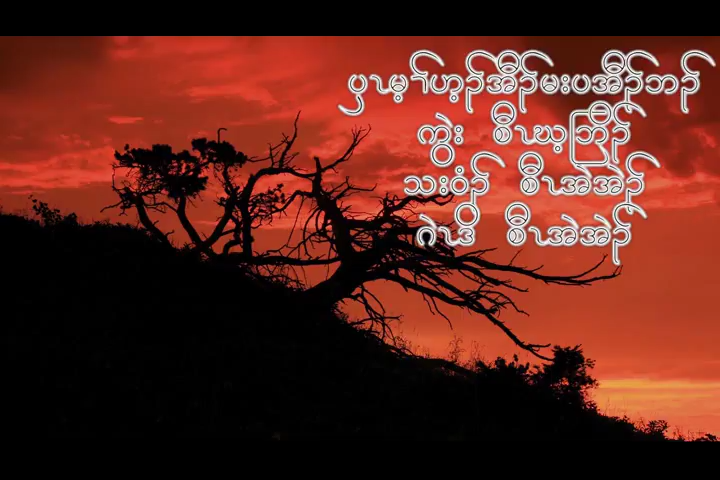 ပှၤမ့ၢ်ဟ့ၣ်အီၣ်မးပအီၣ်ဘၣ်
ကွဲး စီၤဃ့ဘြီၣ်
သးဝံၣ် စီၤအဲအဲၣ်
ဂဲၤဒိ စီၤအဲအဲၣ်